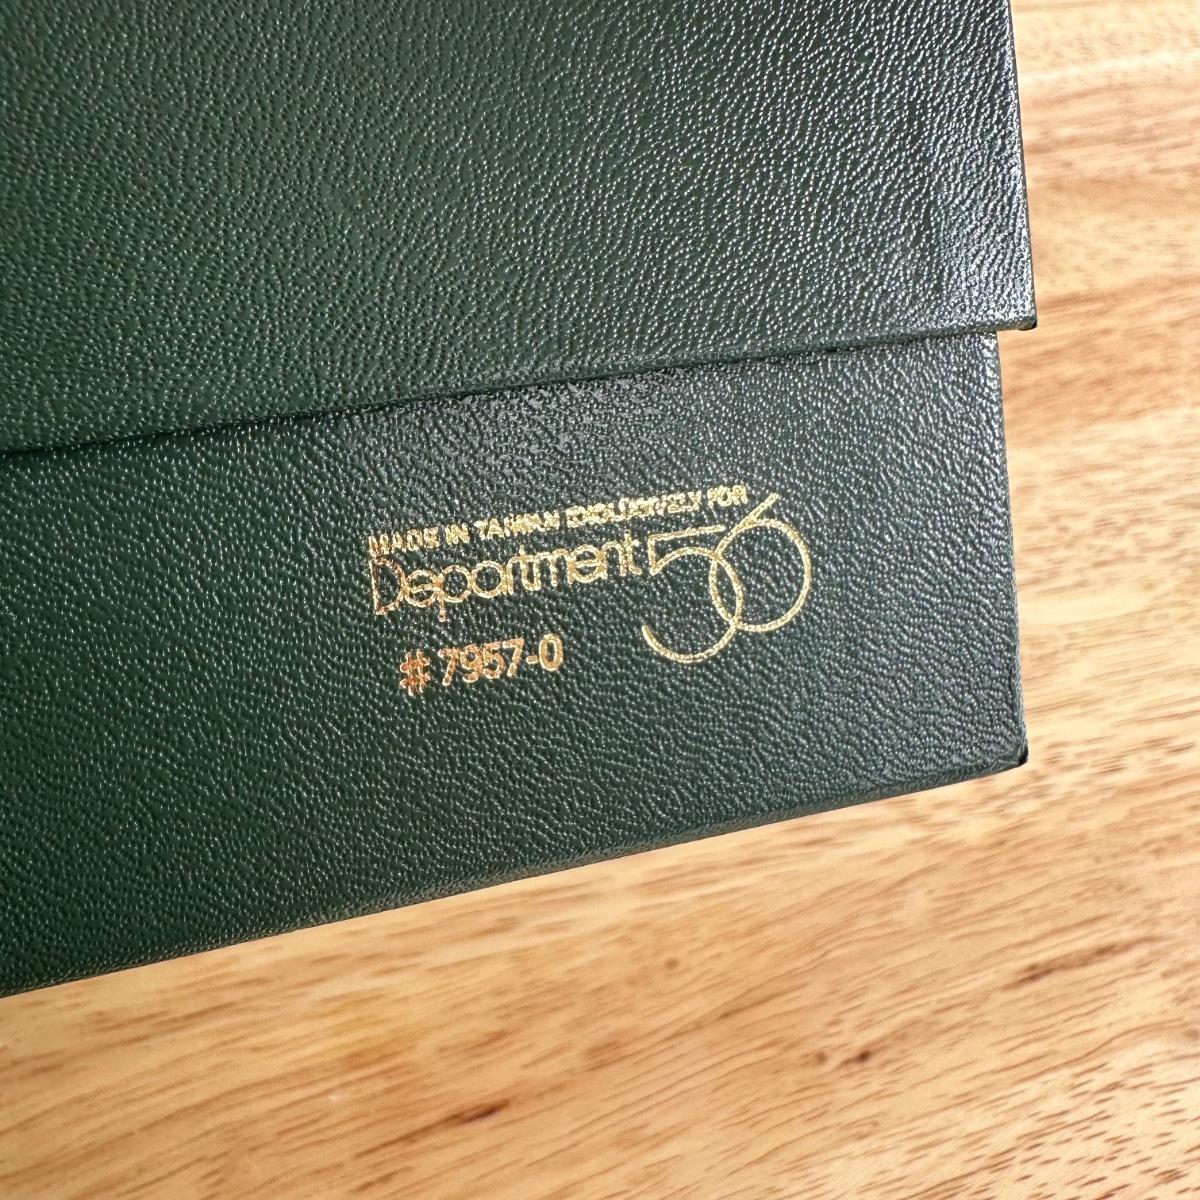 MADE IN TAIWAN EXCLUSIVELY FOR
Department 56
# 7957-0